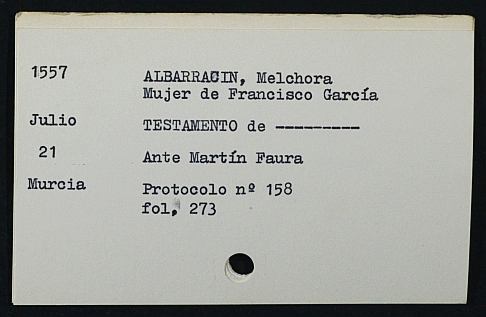 1557
ALBARRACIN, Melchora
Mujer de Francisco García
Julio
TESTAMENTO de ---------
21
Ante Martín Faura
Murcia
Protocolo nº 158
fol, 273